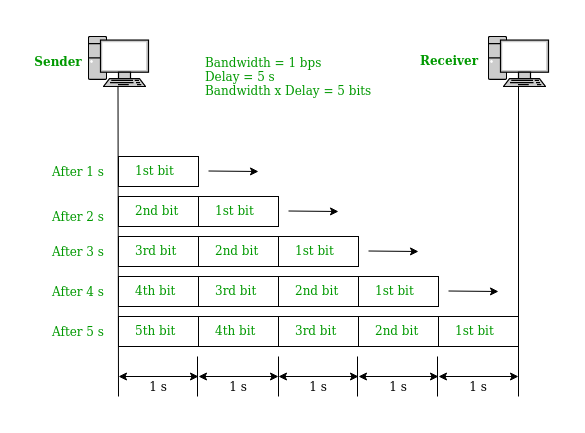 Sender
Bandwidth = 1 bps
Delay = 5 s
Bandwidth x Delay = 5 bits
Receiver
After 1 s
1st bit
After 2 s
2nd bit
1st bit
After 3 s
3rd bit
2nd bit
1st bit
After 4 s
4th bit
3rd bit
2nd bit
1st bit
After 5 s
5th bit
4th bit
3rd bit
2nd bit
1st bit
1 s
1 s
1 s
1 s
1 s